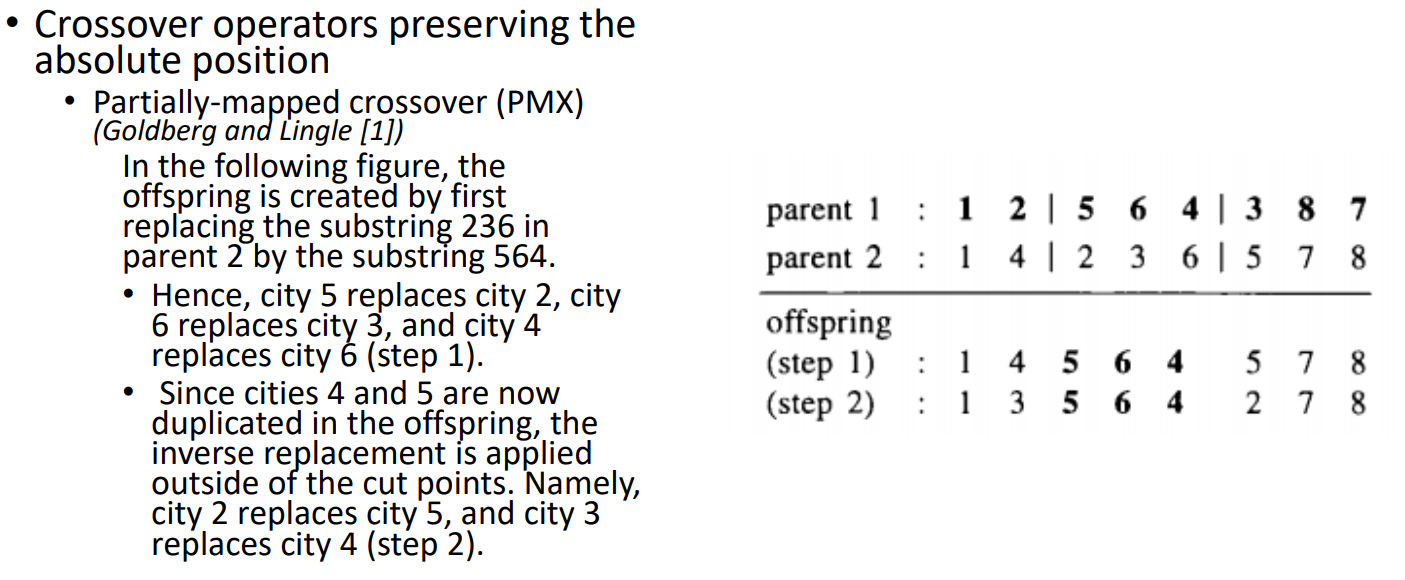 • Crossover operators preserving the
absolute position
• Partially-mapped crossover (PMX)
(Goldberg and Lingle [1])
In the following figure, the
offspring is created by first
replacing the substring 236 in
parent 2 by the substring 564.
• Hence, city 5 replaces city 2, city
6 replaces city 3, and city 4
replaces city 6 (step 1).
• Since cities 4 and 5 are now
duplicated in the offspring, the
inverse replacement is applied
outside of the cut points. Namely,
city 2 replaces city 5, and city 3
replaces city 4 (step 2).
parent 1 : 1 2 | 5 6 4 | 3 8 7
parent 2 : 1 4 | 2 3 6 | 5 7 8
offspring
(step 1) : 1 4 5 6 4 5 7 8
(step 2) : 1 3 5 6 4 2 7 8